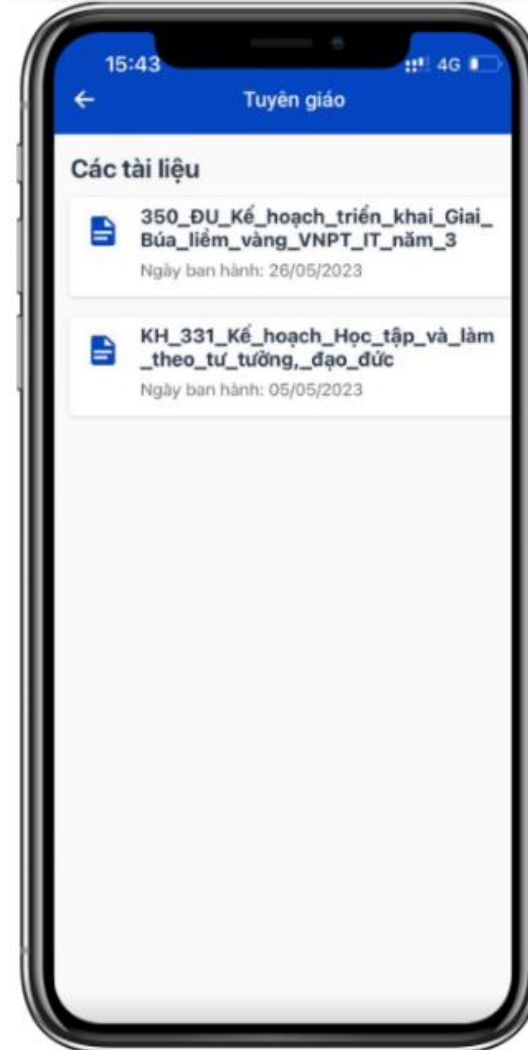 15:43
4G
Tuyên giáo
Các tài liệu
350_ĐU_Kế_hoạch_triển_khai_Giai_
Búa_liềm_vàng_VNPT_IT_năm_3
Ngày ban hành: 26/05/2023
KH_331_Kế_hoạch_Học_tập_và_làm
_theo_tư_tưởng,_đạo_đức
Ngày ban hành: 05/05/2023